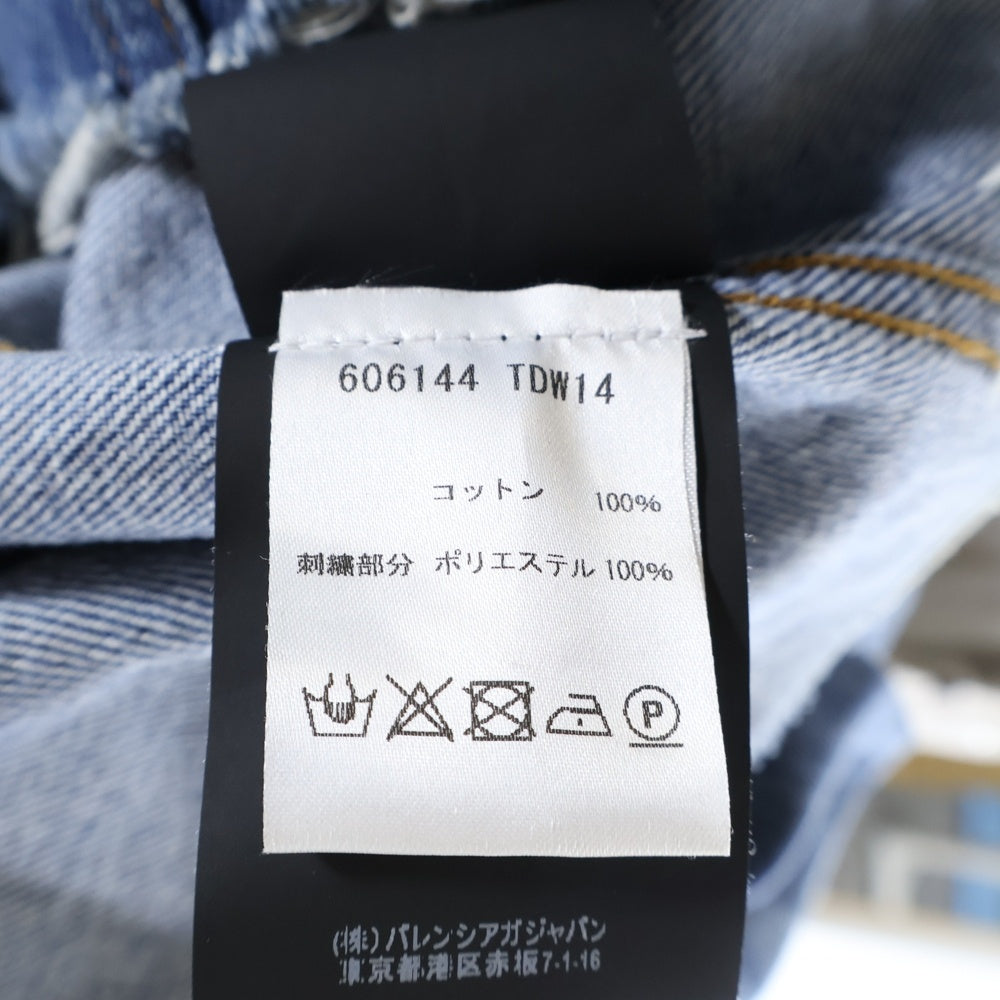 606144 TDW14
コットン 100%
刺繍部分 ポリエステル 100%
P
(株)バレンシアガジャパン
東京都港区赤坂7-1-16